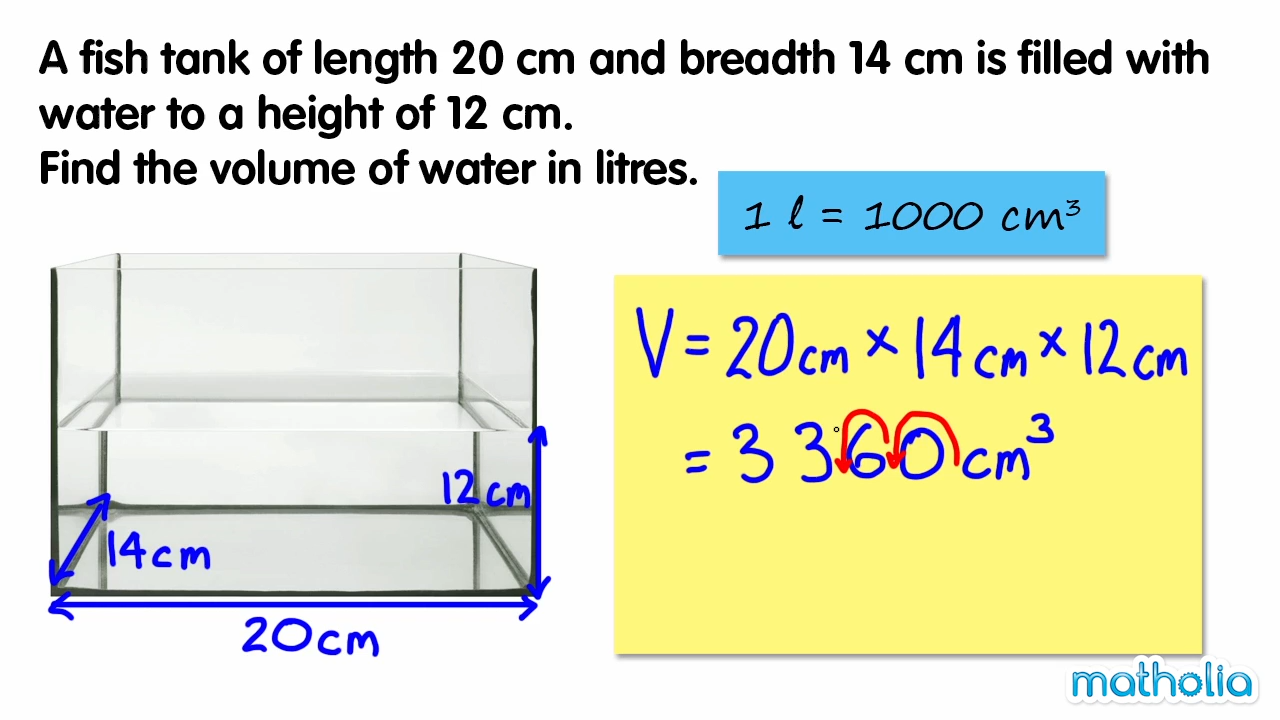 A fish tank of length 20 cm and breadth 14 cm is filled with
water to a height of 12 cm.
Find the volume of water in litres.
1 l = 1000 cm³
V = 20cm × 14cm × 12cm
= 3 360 cm³
12cm
14cm
20cm
matholia